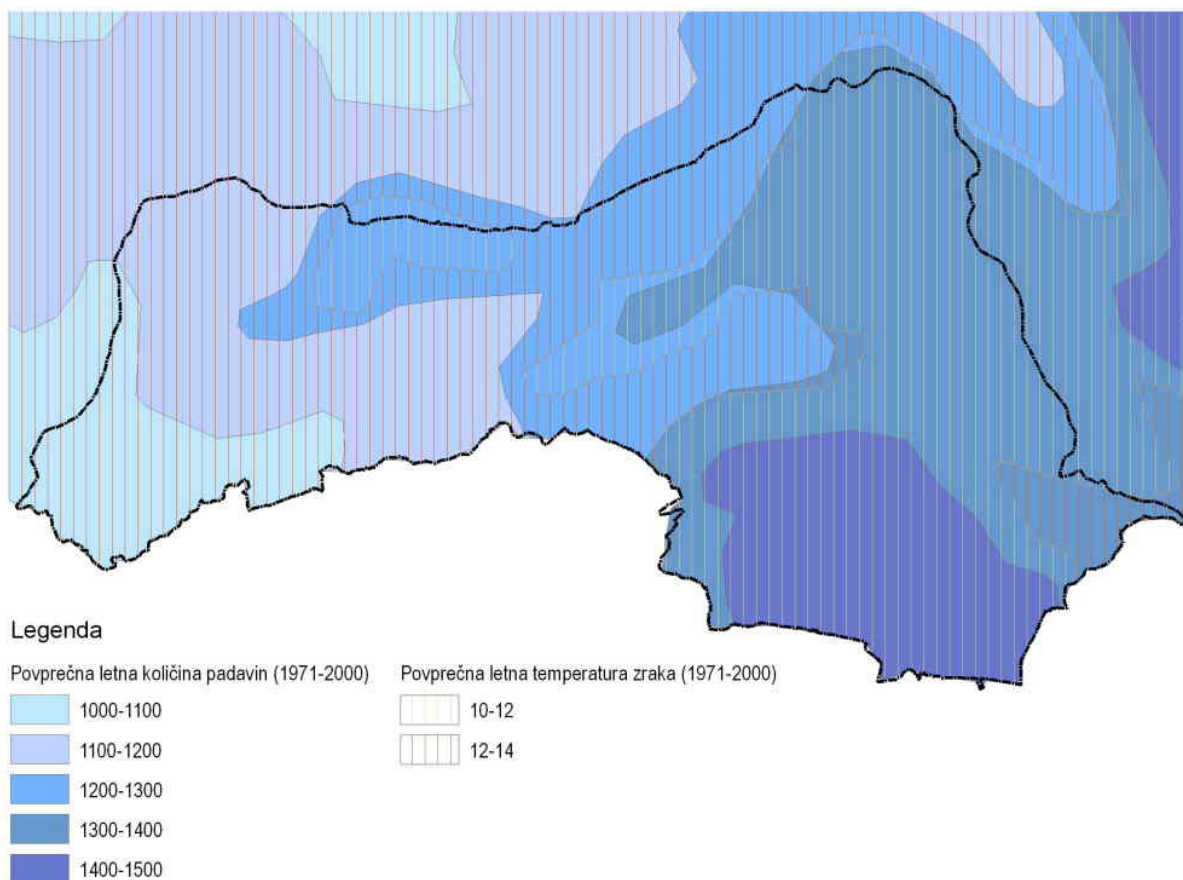 Legenda
Povprečna letna količina padavin (1971-2000)
1000-1100
1100-1200
1200-1300
1300-1400
1400-1500
Povprečna letna temperatura zraka (1971-2000)
10-12
12-14